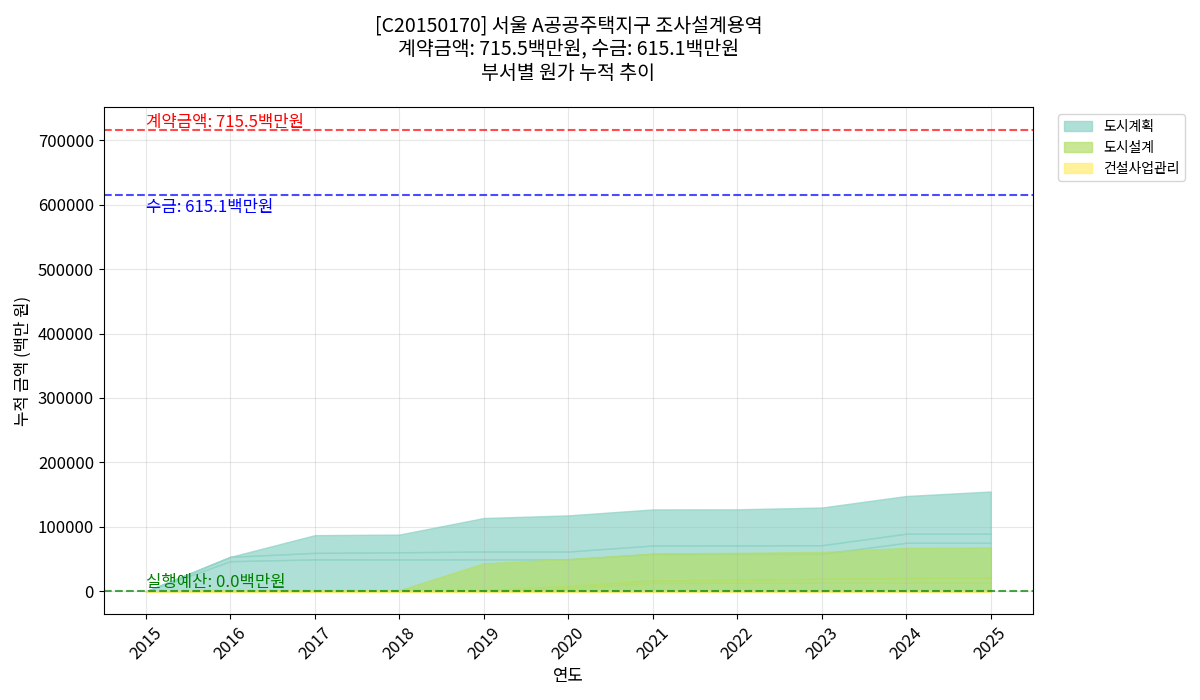 [C20150170] 서울 A공공주택지구 조사설계용역
계약금액: 715.5백만원, 수금: 615.1백만원
부서별 원가 누적 추이
계약금액: 715.5백만원
수금: 615.1백만원
실행예산: 0.0백만원
도시계획
도시설계
건설사업관리
누적 금액 (백만 원)
700000
600000
500000
400000
300000
200000
100000
0
2015
2016
2017
2018
2019
2020
2021
2022
2023
2024
2025
연도